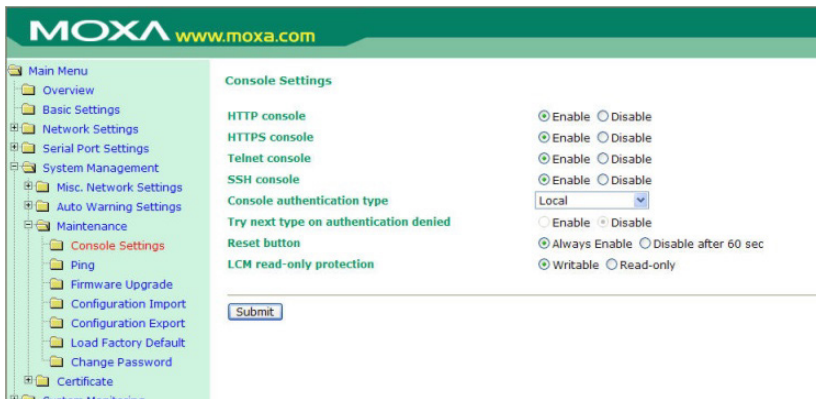 MOXA www.moxa.com
Main Menu
Overview
Basic Settings
Network Settings
Serial Port Settings
System Management
Misc. Network Settings
Auto Warning Settings
Maintenance
Console Settings
Ping
Firmware Upgrade
Configuration Import
Configuration Export
Load Factory Default
Change Password
Certificate
System Monitoring
Console Settings
HTTP console Enable Disable
HTTPS console Enable Disable
Telnet console Enable Disable
SSH console Enable Disable
Console authentication type Local
Try next type on authentication denied Enable Disable
Reset button Always Enable Disable after 60 sec
LCM read-only protection Writable Read-only
Submit